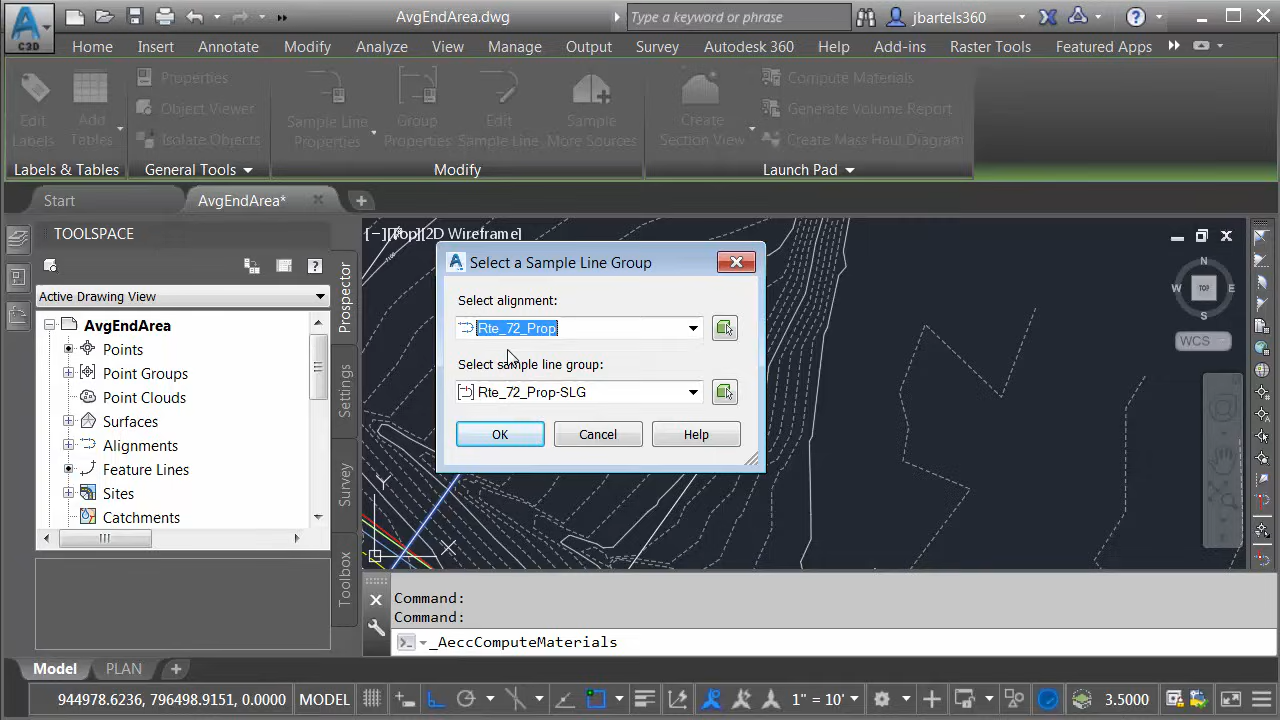 AvgEndArea.dwg
Type a keyword or phrase
jbartels360
C3D
Home Insert Annotate Modify Analyze View Manage Output Survey Autodesk 360 Help Add-ins Raster Tools Featured Apps
Edit Labels
Add Tables
Properties
Object Viewer
Isolate Objects
Sample Line Properties
Group Properties
Edit Sample Line
Sample More Sources
Create Section View
Compute Materials
Generate Volume Report
Create Mass Haul Diagram
Labels & Tables General Tools Modify Launch Pad
Start AvgEndArea*
TOOLSPACE
Active Drawing View
AvgEndArea
Points
Point Groups
Point Clouds
Surfaces
Alignments
Feature Lines
Sites
Catchments
Prospector
Settings
Survey
Toolbox
[−][Top][2D Wireframe]
Select a Sample Line Group
Select alignment:
Rte_72_Prop
Select sample line group:
Rte_72_Prop-SLG
OK Cancel Help
N
W TOP E
S
WCS
Y
X
Command:
Command:
_AeccComputeMaterials
Model PLAN
944978.6236, 796498.9151, 0.0000 MODEL 1" = 10' 3.5000